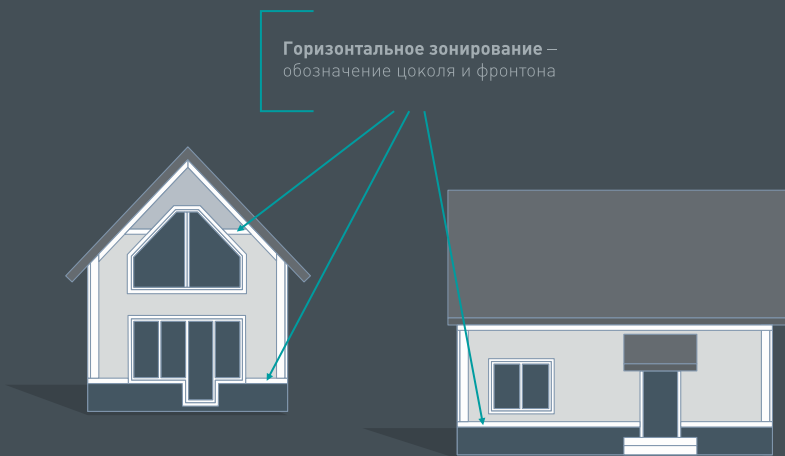 Горизонтальное зонирование –
обозначение цоколя и фронтона